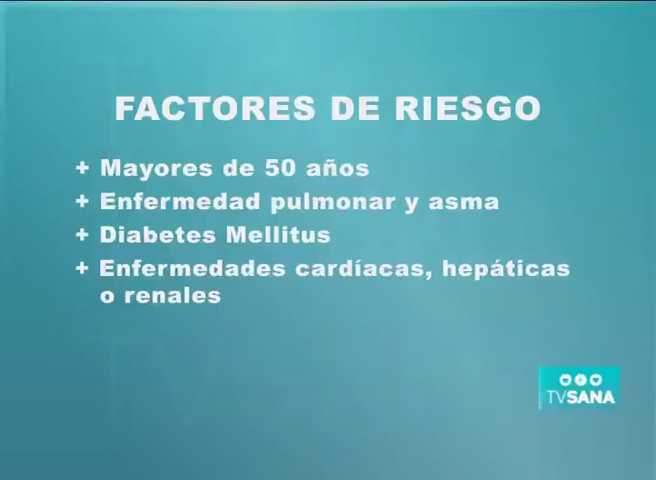 FACTORES DE RIESGO
+ Mayores de 50 años
+ Enfermedad pulmonar y asma
+ Diabetes Mellitus
+ Enfermedades cardíacas, hepáticas
o renales
TVSANA